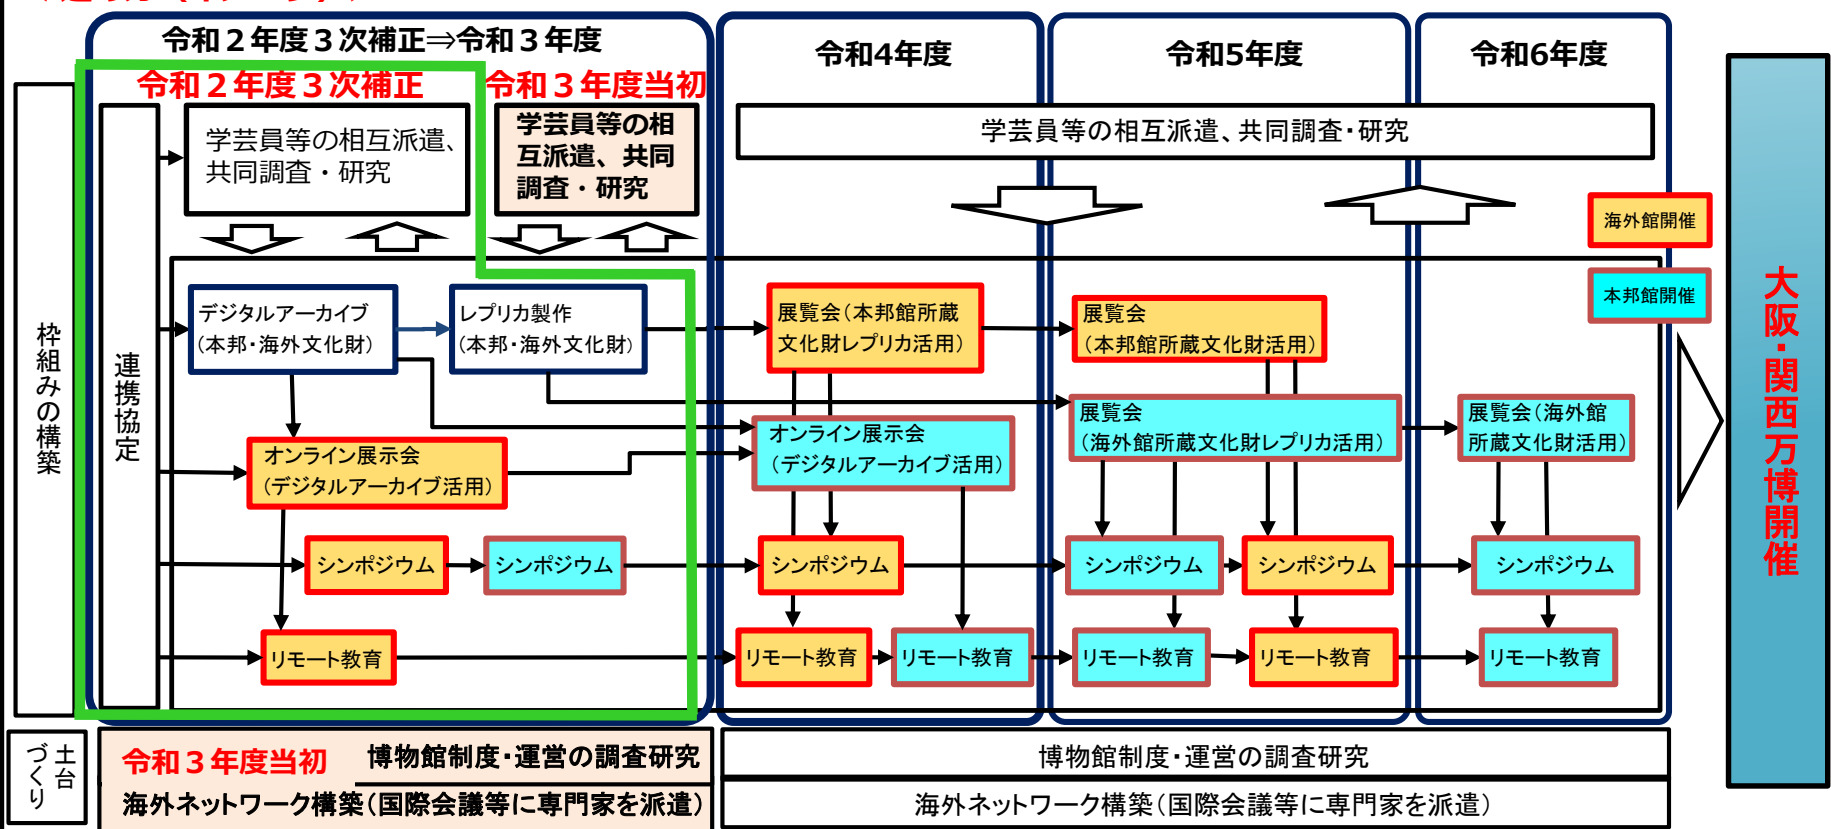 令和２年度３次補正⇒令和３年度
令和4年度
令和5年度
令和6年度
令和２年度３次補正
令和３年度当初
枠組みの構築
連携協定
学芸員等の相互派遣、
共同調査・研究
学芸員等の相
互派遣、共同
調査・研究
学芸員等の相互派遣、共同調査・研究
海外館開催
本邦館開催
大阪・関西万博開催
デジタルアーカイブ
（本邦・海外文化財）
レプリカ製作
（本邦・海外文化財）
展覧会（本邦館所蔵
文化財レプリカ活用）
展覧会
（本邦館所蔵文化財活用）
オンライン展示会
（デジタルアーカイブ活用）
オンライン展示会
（デジタルアーカイブ活用）
展覧会
（海外館所蔵文化財レプリカ活用）
展覧会（海外館
所蔵文化財活用）
シンポジウム
シンポジウム
シンポジウム
シンポジウム
シンポジウム
シンポジウム
リモート教育
リモート教育
リモート教育
リモート教育
リモート教育
リモート教育
土台
づくり
令和３年度当初
博物館制度・運営の調査研究
海外ネットワーク構築（国際会議等に専門家を派遣）
博物館制度・運営の調査研究
海外ネットワーク構築（国際会議等に専門家を派遣）